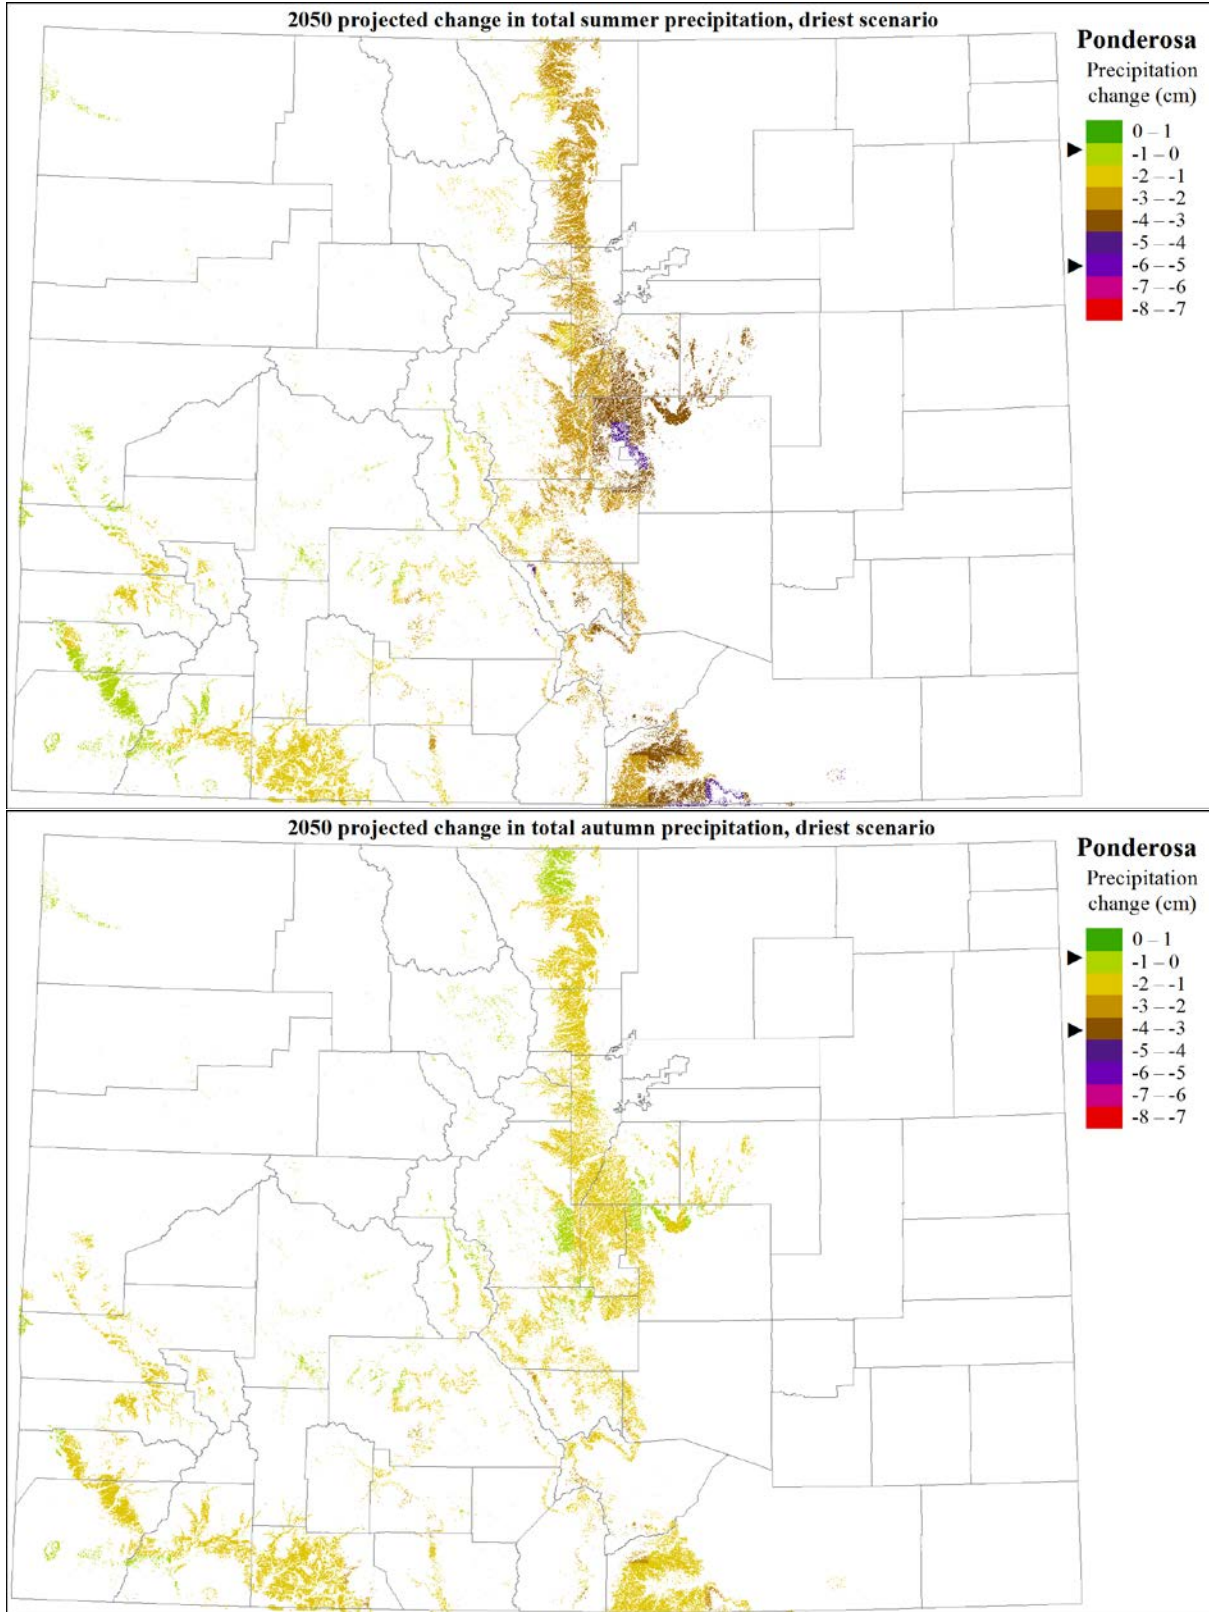 2050 projected change in total summer precipitation, driest scenario
Ponderosa
Precipitation
change (cm)
0 – 1
-1 – 0
-2 – -1
-3 – -2
-4 – -3
-5 – -4
-6 – -5
-7 – -6
-8 – -7
2050 projected change in total autumn precipitation, driest scenario
Ponderosa
Precipitation
change (cm)
0 – 1
-1 – 0
-2 – -1
-3 – -2
-4 – -3
-5 – -4
-6 – -5
-7 – -6
-8 – -7